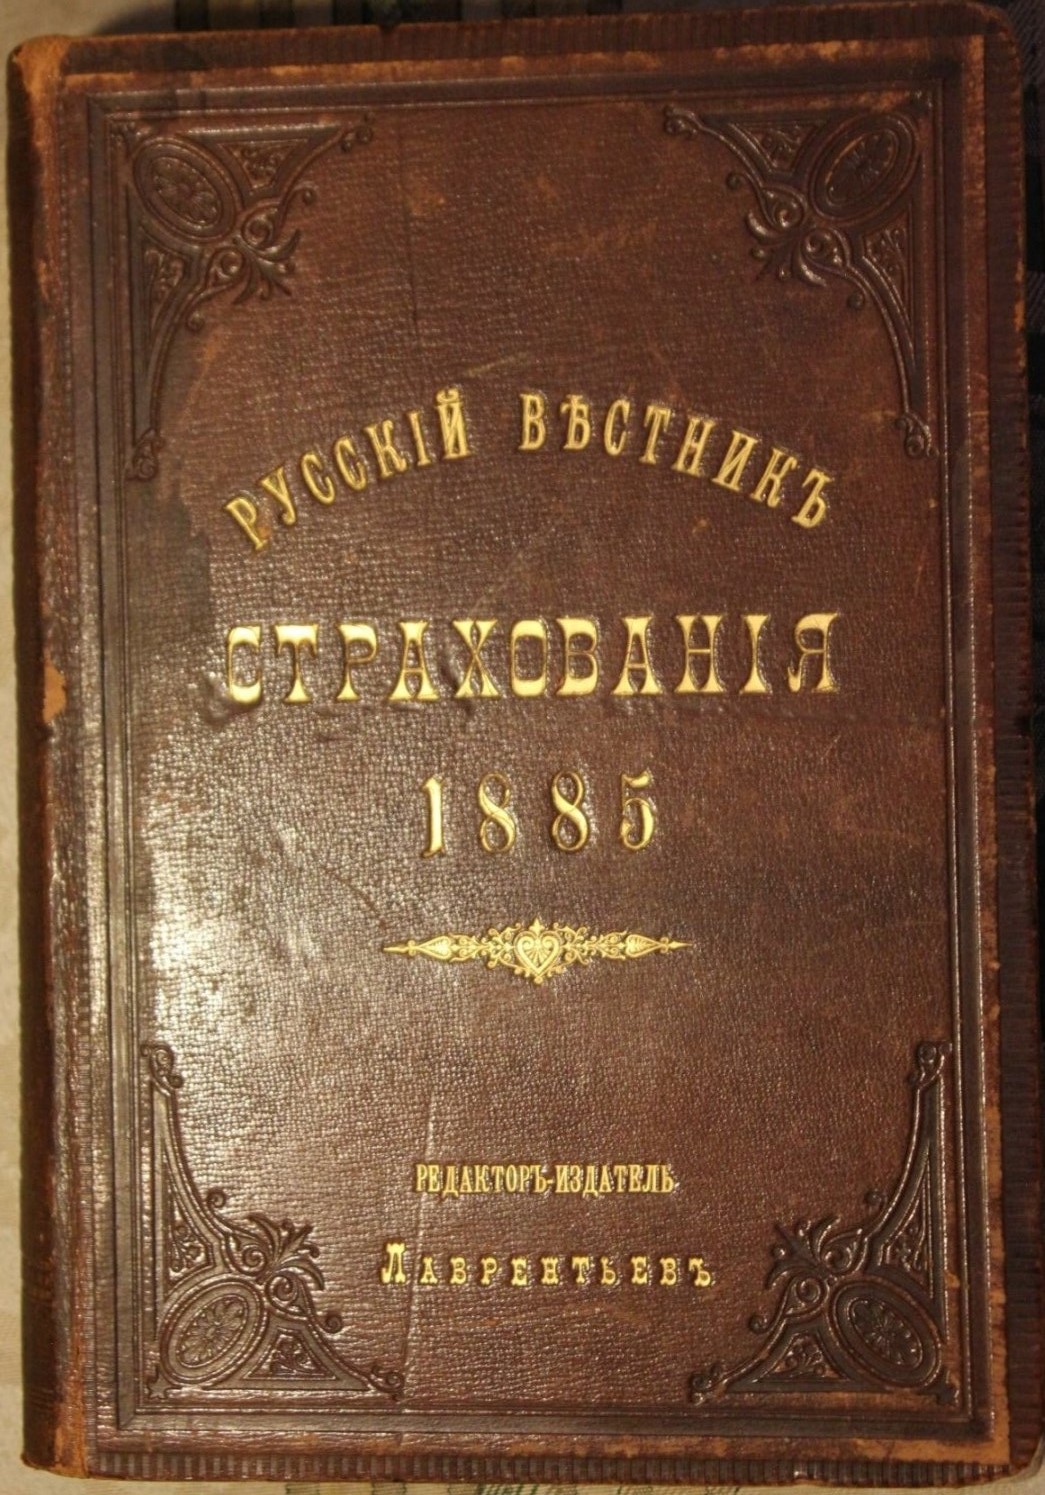 РУССКІЙ ВѢСТНИКЪ
СТРАХОВАНІЯ
1885
РЕДАКТОРЪ-ИЗДАТЕЛЬ
ЛАВРЕНТЬЕВЪ.